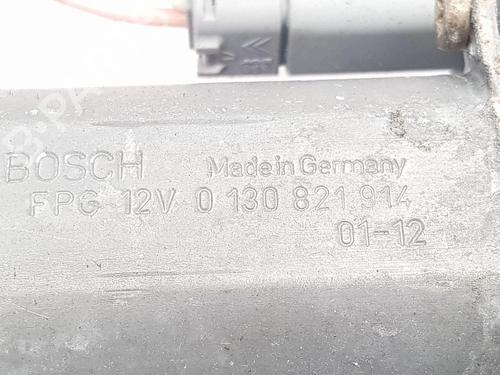 BOSCH Made in Germany
FPG 12V 0 130 821 914
01-12